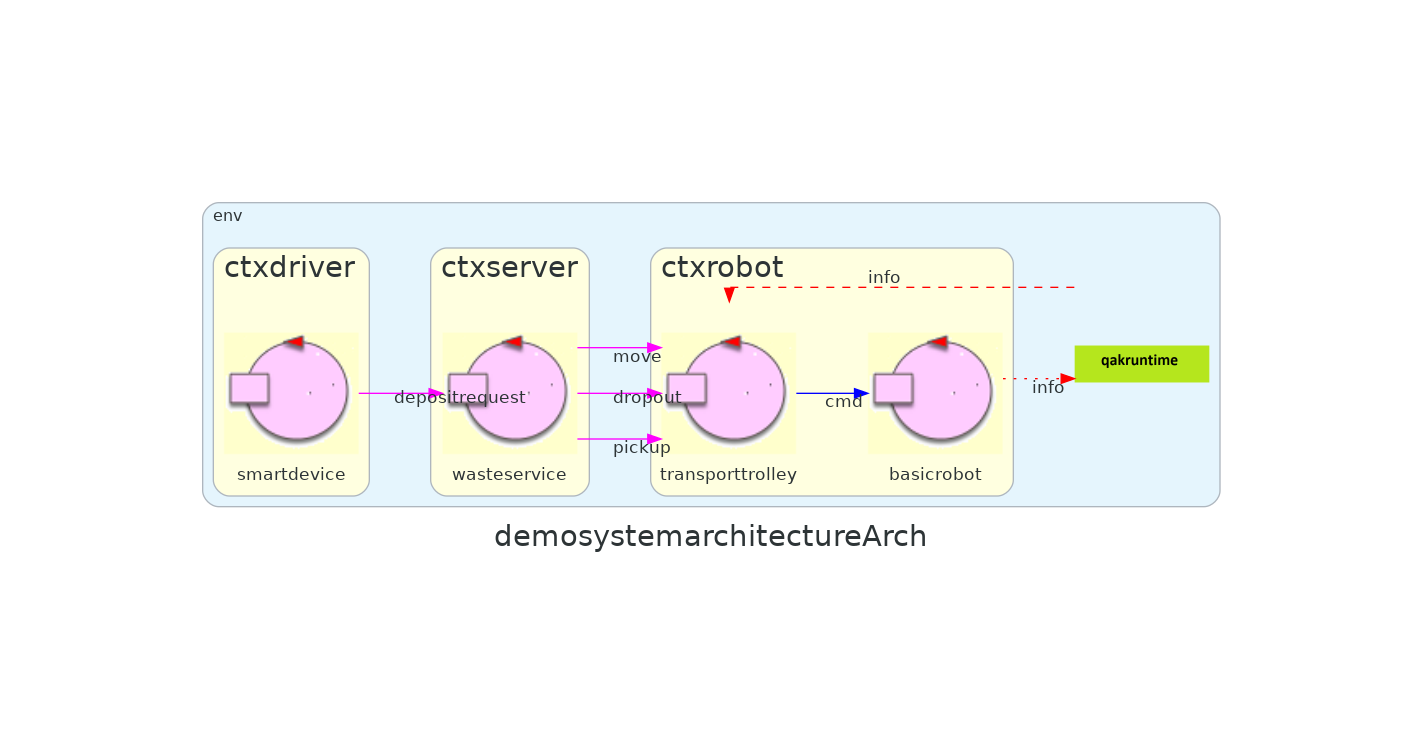 env
ctxdriver
ctxserver
ctxrobot
info
move
depositrequest
dropout
cmd
pickup
qakruntime
info
smartdevice
wasteservice
transporttrolley
basicrobot
demosystemarchitectureArch